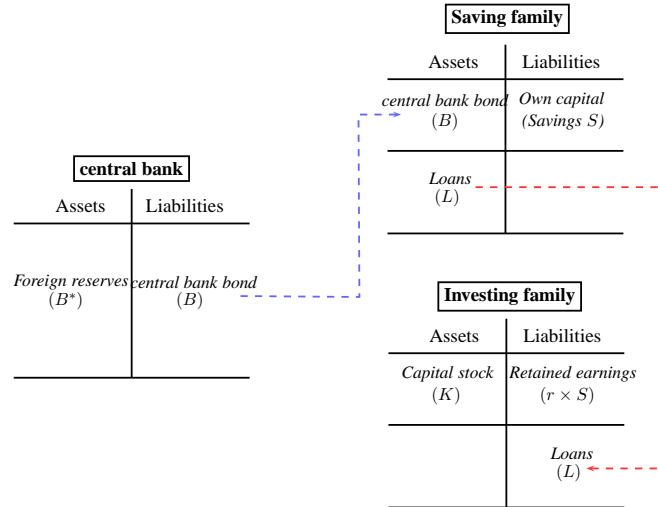 Saving family
Assets Liabilities
central bank bond Own capital
(B) (Savings S)
Loans
(L)
central bank
Assets Liabilities
Foreign reserves central bank bond
(B*) (B)
Investing family
Assets Liabilities
Capital stock Retained earnings
(K) (r × S)
Loans
(L)